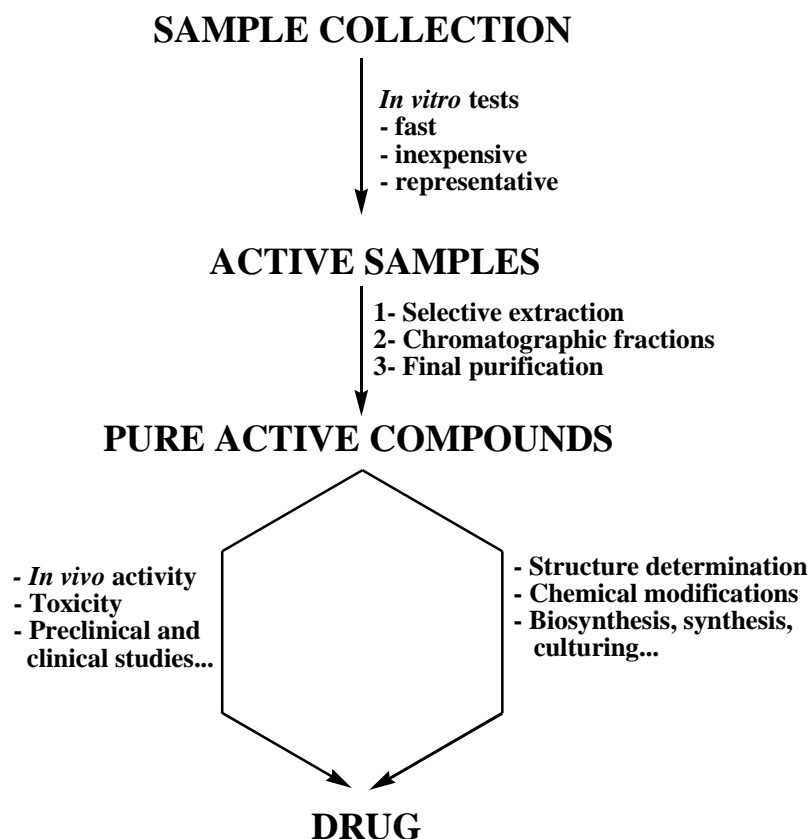 SAMPLE COLLECTION
In vitro tests
- fast
- inexpensive
- representative
ACTIVE SAMPLES
1- Selective extraction
2- Chromatographic fractions
3- Final purification
PURE ACTIVE COMPOUNDS
- In vivo activity
- Toxicity
- Preclinical and
clinical studies...
- Structure determination
- Chemical modifications
- Biosynthesis, synthesis,
culturing...
DRUG